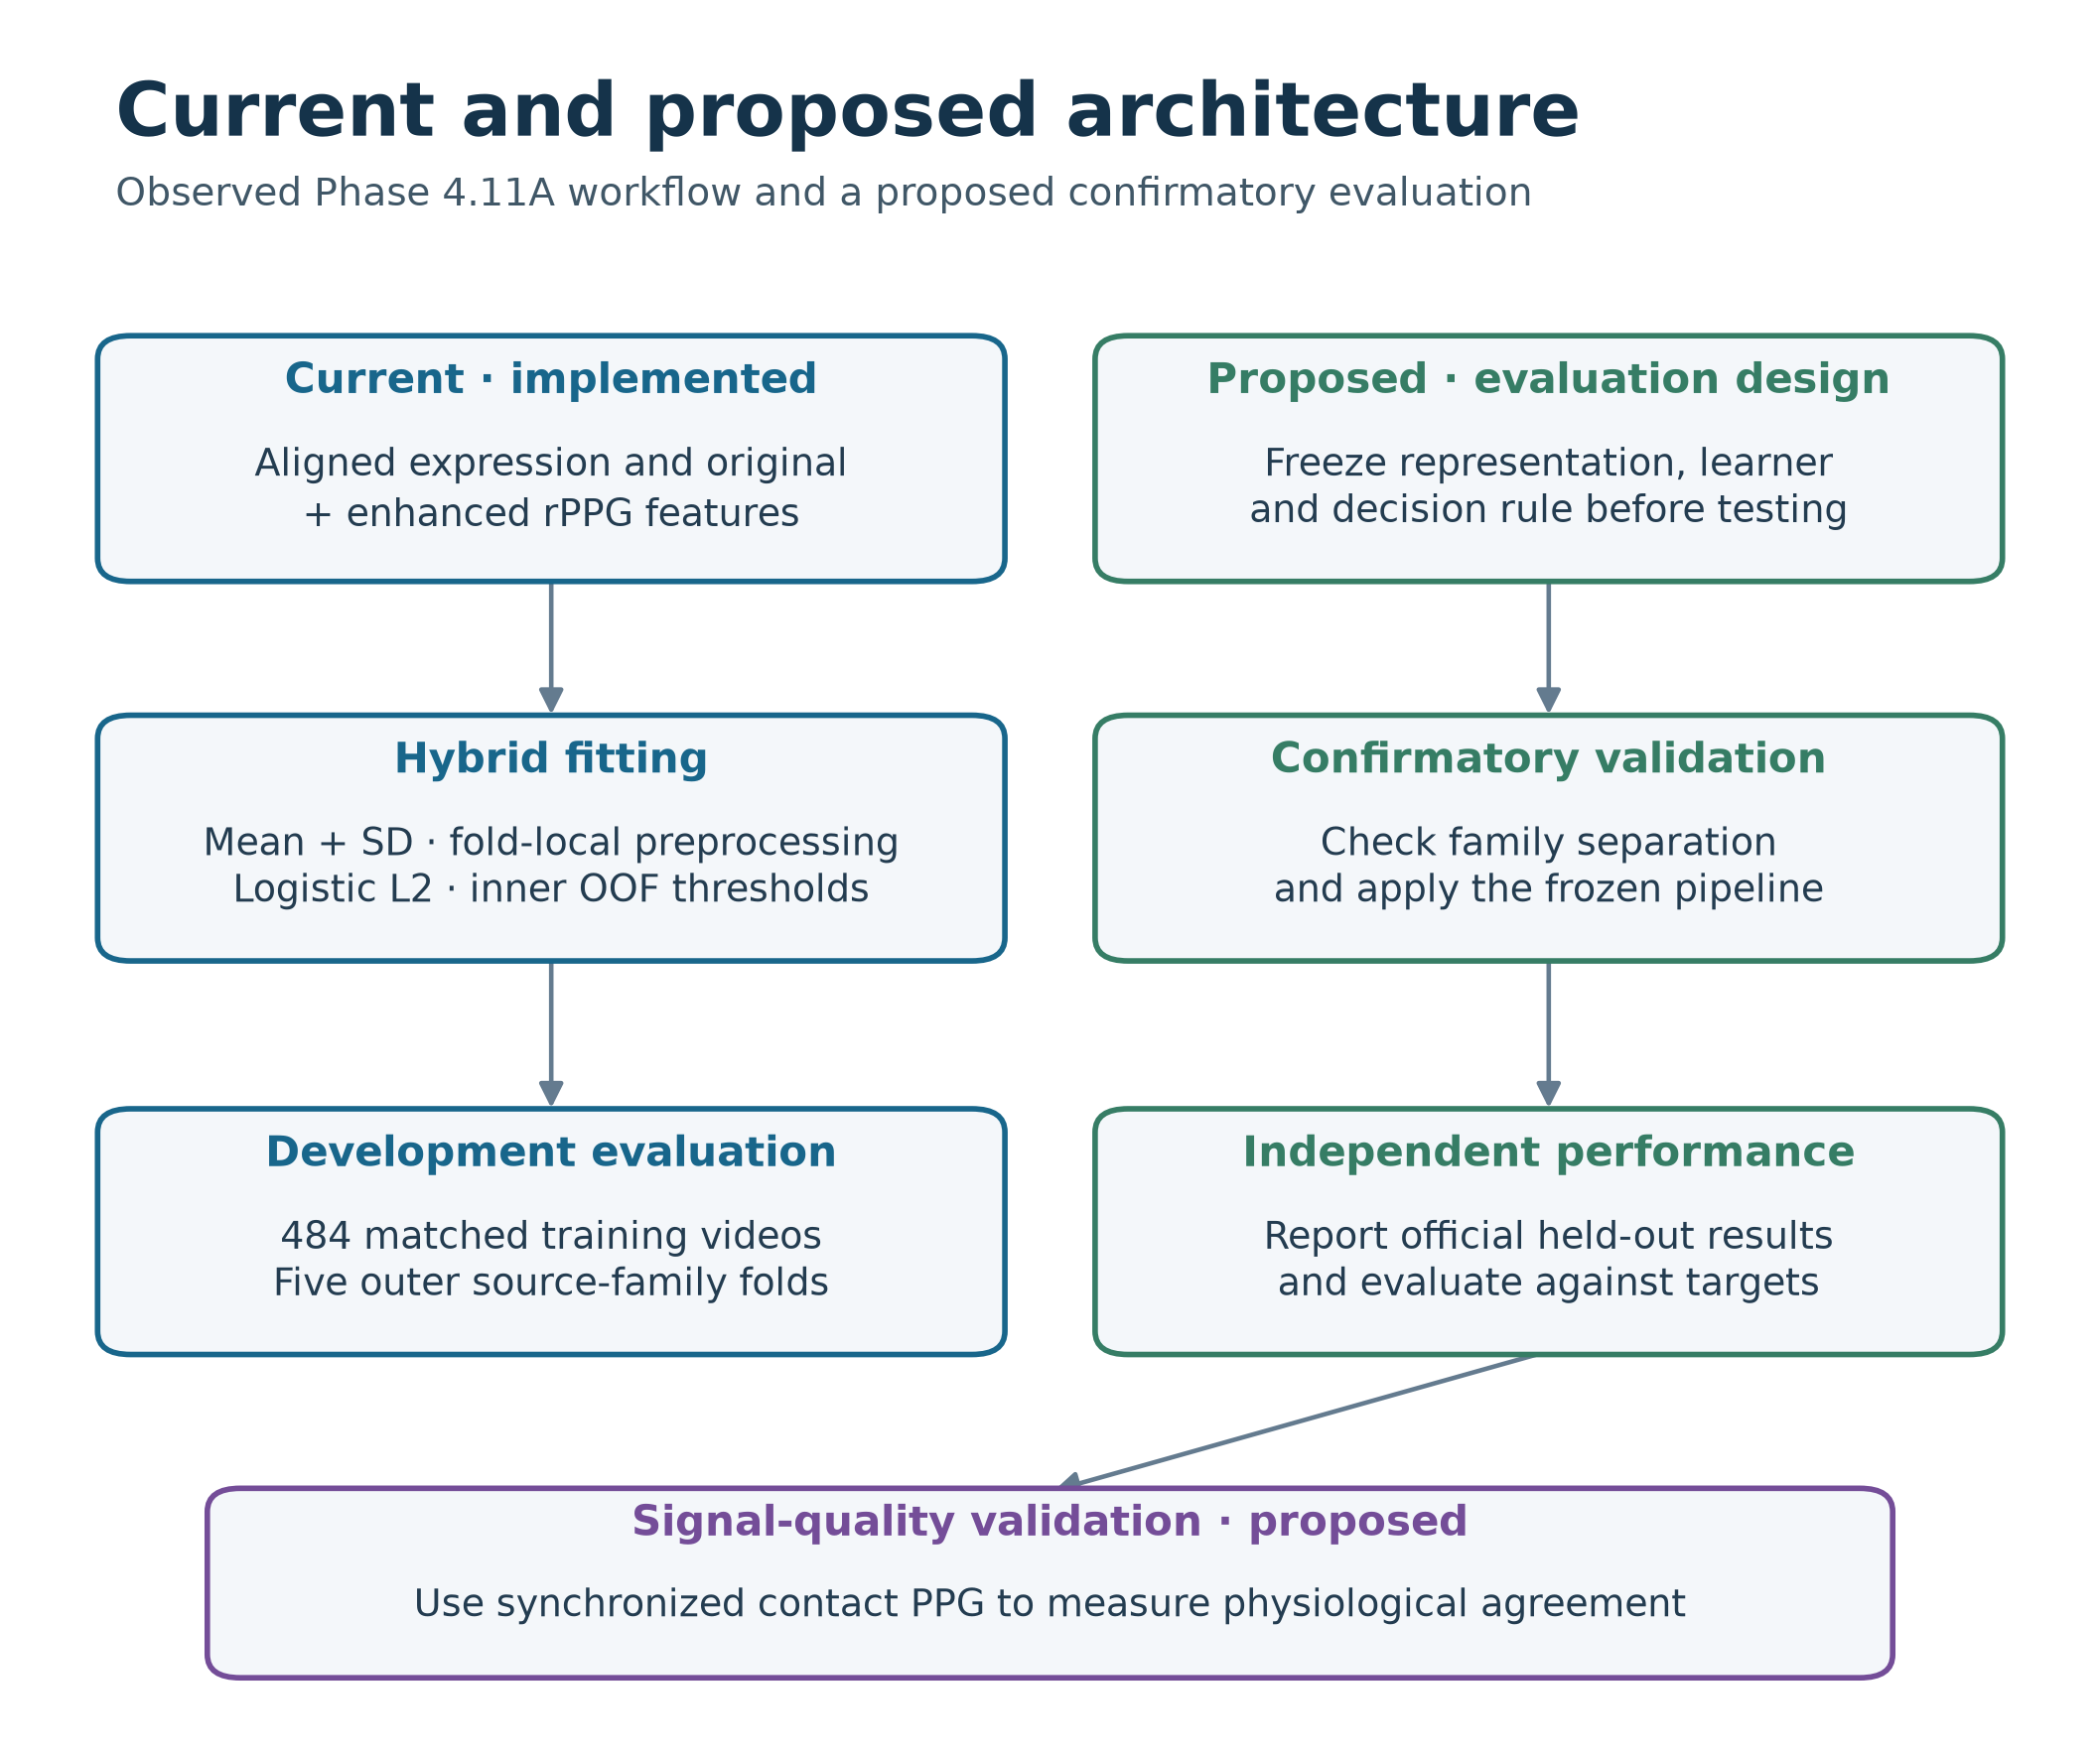 Current and proposed architecture
Observed Phase 4.11A workflow and a proposed confirmatory evaluation
Current · implemented
Aligned expression and original
+ enhanced rPPG features
Proposed · evaluation design
Freeze representation, learner
and decision rule before testing
Hybrid fitting
Mean + SD · fold-local preprocessing
Logistic L2 · inner OOF thresholds
Confirmatory validation
Check family separation
and apply the frozen pipeline
Development evaluation
484 matched training videos
Five outer source-family folds
Independent performance
Report official held-out results
and evaluate against targets
Signal-quality validation · proposed
Use synchronized contact PPG to measure physiological agreement